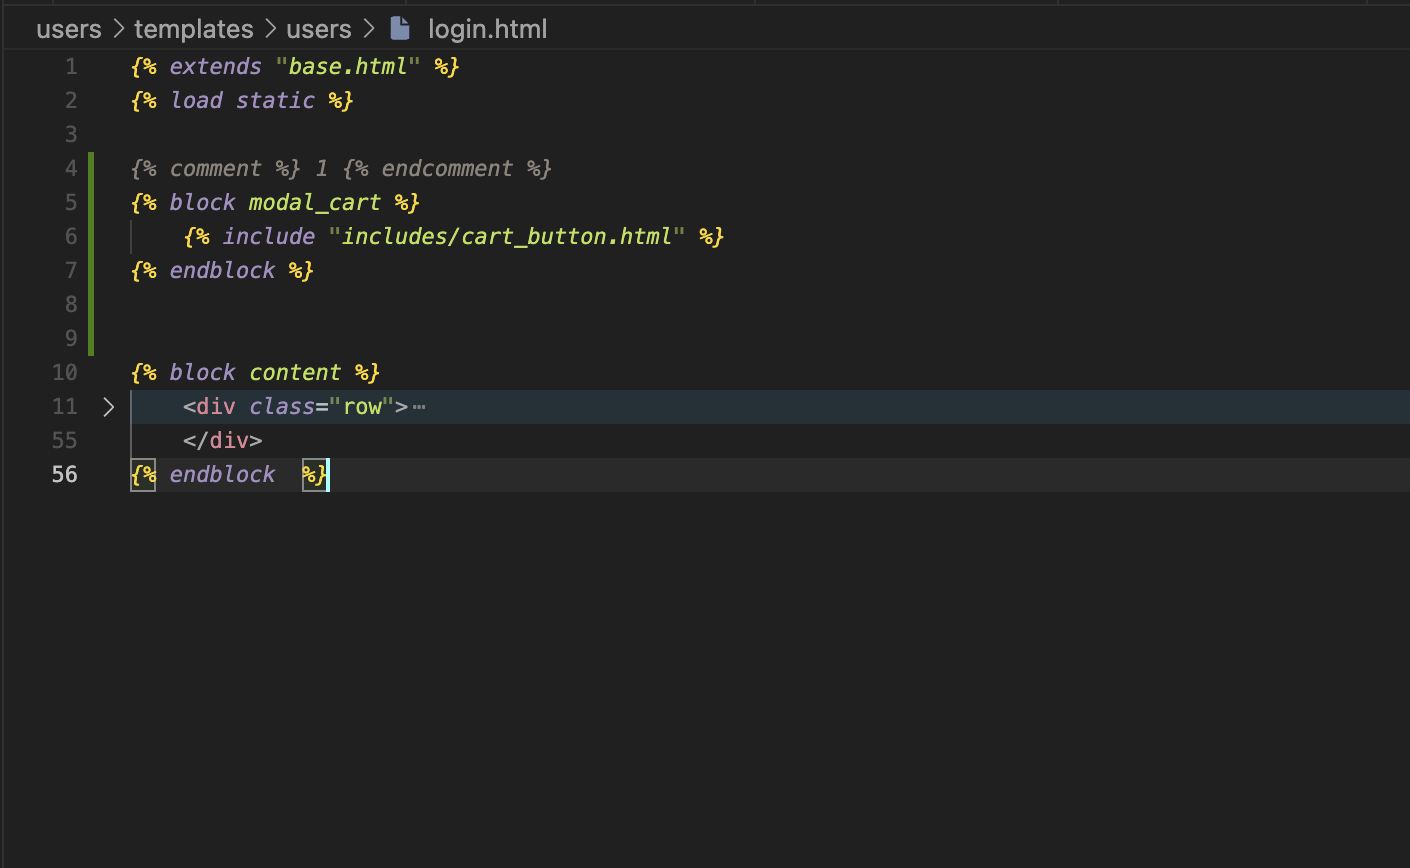 users > templates > users > login.html
1 {% extends "base.html" %}
2 {% load static %}
3
4 {% comment %} 1 {% endcomment %}
5 {% block modal_cart %}
6     {% include "includes/cart_button.html" %}
7 {% endblock %}
8
9
10 {% block content %}
11 >     <div class="row">⋯
55     </div>
56 {% endblock  %}